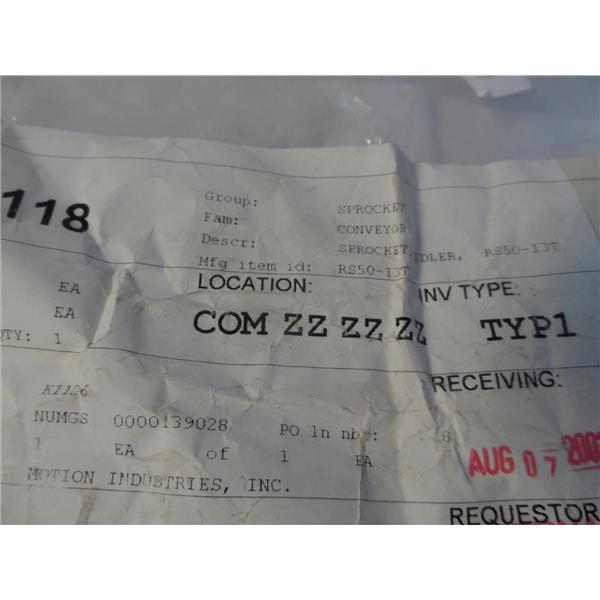 118
Group: SPROCKET
Fam: CONVEYOR
Descr: SPROCKET, IDLER, RS50-13T
Mfg item id: RS50-13T
LOCATION: INV TYPE:
EA
EA
COM ZZ ZZ ZZ TYP1
QTY: 1
RECEIVING:
K1126
NUMGS 0000139028 PO ln nbr: 8
1 EA of 1 EA
AUG 07
MOTION INDUSTRIES, INC.
REQUESTOR